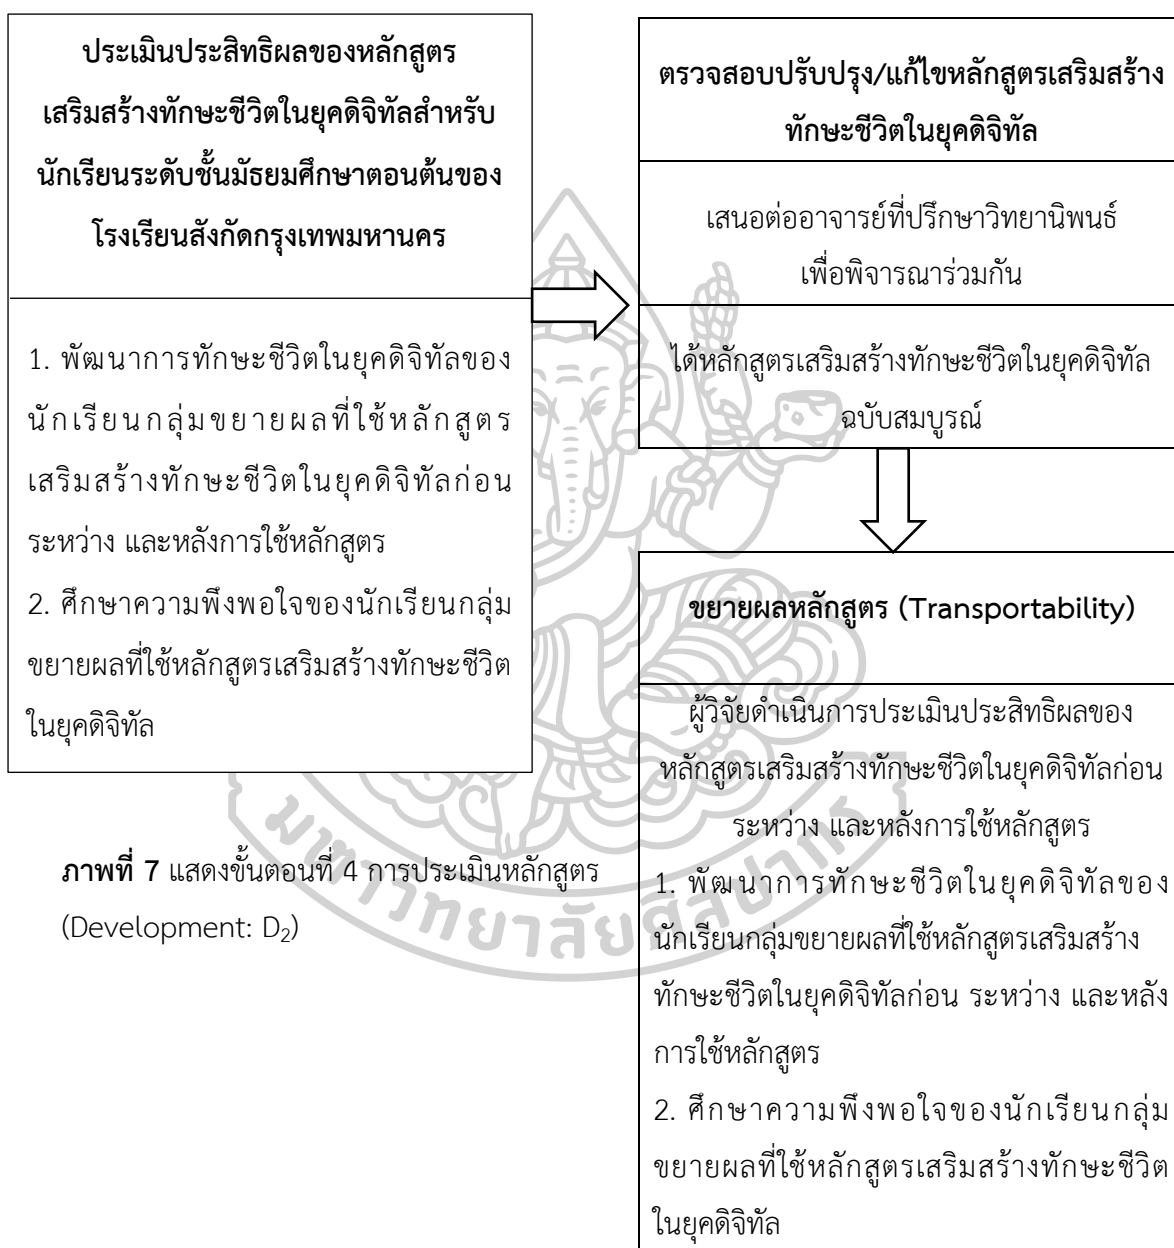 ประเมินประสิทธิผลของหลักสูตร
เสริมสร้างทักษะชีวิตในยุคดิจิทัลสำหรับ
นักเรียนระดับชั้นมัธยมศึกษาตอนต้นของ
โรงเรียนสังกัดกรุงเทพมหานคร
1. พัฒนาการทักษะชีวิตในยุคดิจิทัลของ
นักเรียนกลุ่มขยายผลที่ใช้หลักสูตร
เสริมสร้างทักษะชีวิตในยุคดิจิทัลก่อน
ระหว่าง และหลังการใช้หลักสูตร
2. ศึกษาความพึงพอใจของนักเรียนกลุ่ม
ขยายผลที่ใช้หลักสูตรเสริมสร้างทักษะชีวิต
ในยุคดิจิทัล
ตรวจสอบปรับปรุง/แก้ไขหลักสูตรเสริมสร้าง
ทักษะชีวิตในยุคดิจิทัล
เสนอต่ออาจารย์ที่ปรึกษาวิทยานิพนธ์
เพื่อพิจารณาร่วมกัน
ได้หลักสูตรเสริมสร้างทักษะชีวิตในยุคดิจิทัล
ฉบับสมบูรณ์
ขยายผลหลักสูตร (Transportability)
ผู้วิจัยดำเนินการประเมินประสิทธิผลของ
หลักสูตรเสริมสร้างทักษะชีวิตในยุคดิจิทัลก่อน
ระหว่าง และหลังการใช้หลักสูตร
1. พัฒนาการทักษะชีวิตในยุคดิจิทัลของ
นักเรียนกลุ่มขยายผลที่ใช้หลักสูตรเสริมสร้าง
ทักษะชีวิตในยุคดิจิทัลก่อน ระหว่าง และหลัง
การใช้หลักสูตร
2. ศึกษาความพึงพอใจของนักเรียนกลุ่ม
ขยายผลที่ใช้หลักสูตรเสริมสร้างทักษะชีวิต
ในยุคดิจิทัล
ภาพที่ 7 แสดงขั้นตอนที่ 4 การประเมินหลักสูตร
(Development: D₂)
มหาวิทยาลัยศิลปากร